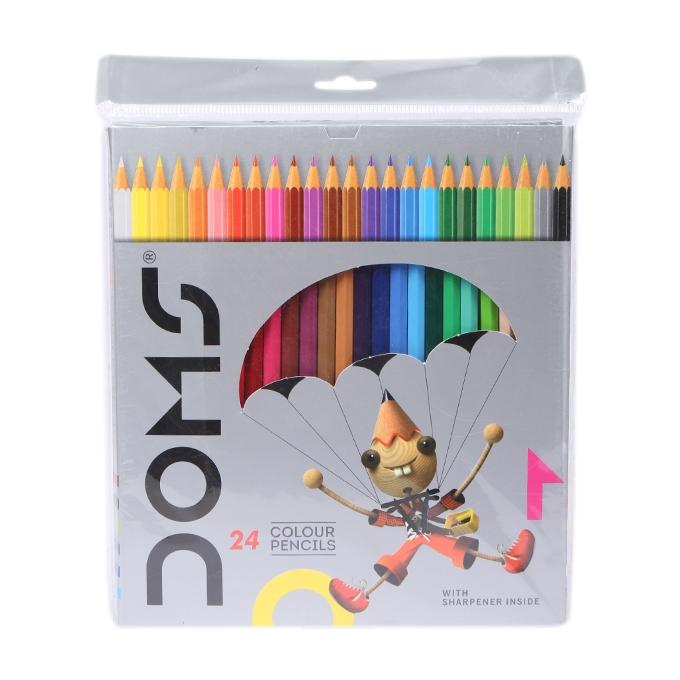 DOMS®
24 COLOUR
PENCILS
WITH
SHARPENER INSIDE